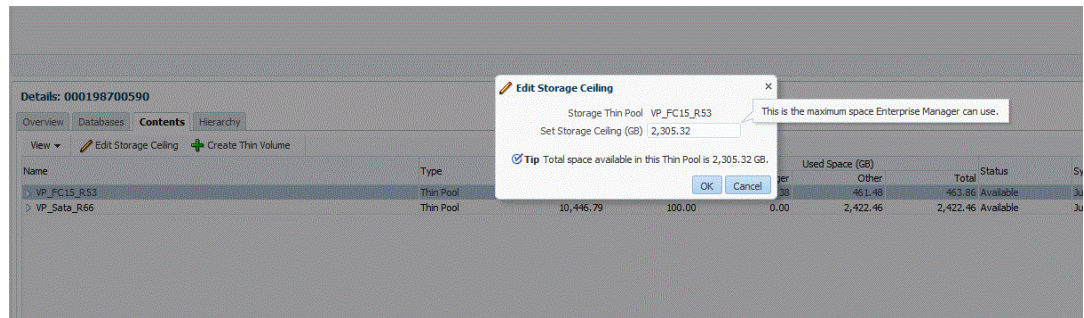 Edit Storage Ceiling
Storage Thin Pool VP_FC15_R53
This is the maximum space Enterprise Manager can use.
Set Storage Ceiling (GB) 2,305.32
Tip Total space available in this Thin Pool is 2,305.32 GB.
OK Cancel
Details: 000198700590
Overview Databases Contents Hierarchy
View Edit Storage Ceiling Create Thin Volume
Used Space (GB)
Name Type Other Total Status
VP_FC15_R53 Thin Pool 461.48 463.86 Available
VP_Sata_R66 Thin Pool 10,446.79 100.00 0.00 2,422.46 2,422.46 Available